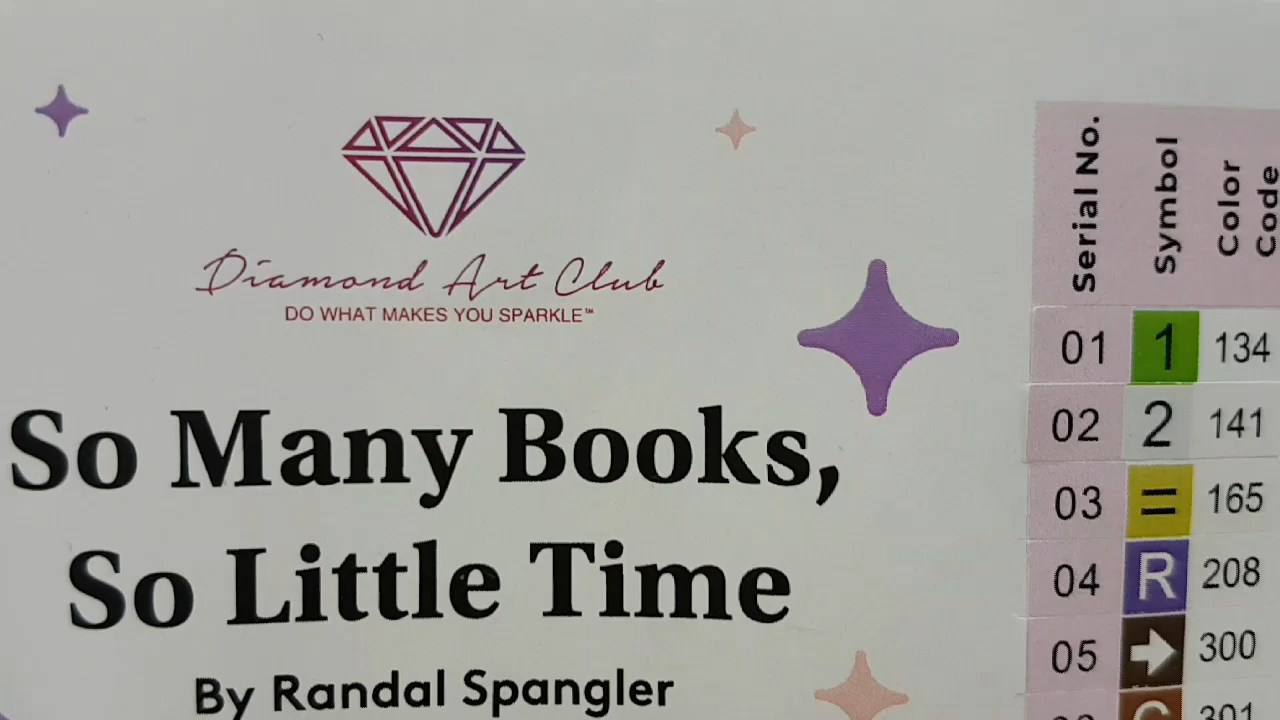 Diamond Art Club
DO WHAT MAKES YOU SPARKLE™
So Many Books,
So Little Time
By Randal Spangler
Serial No. Symbol Color Code
01 1 134
02 2 141
03 = 165
04 R 208
05 300
301